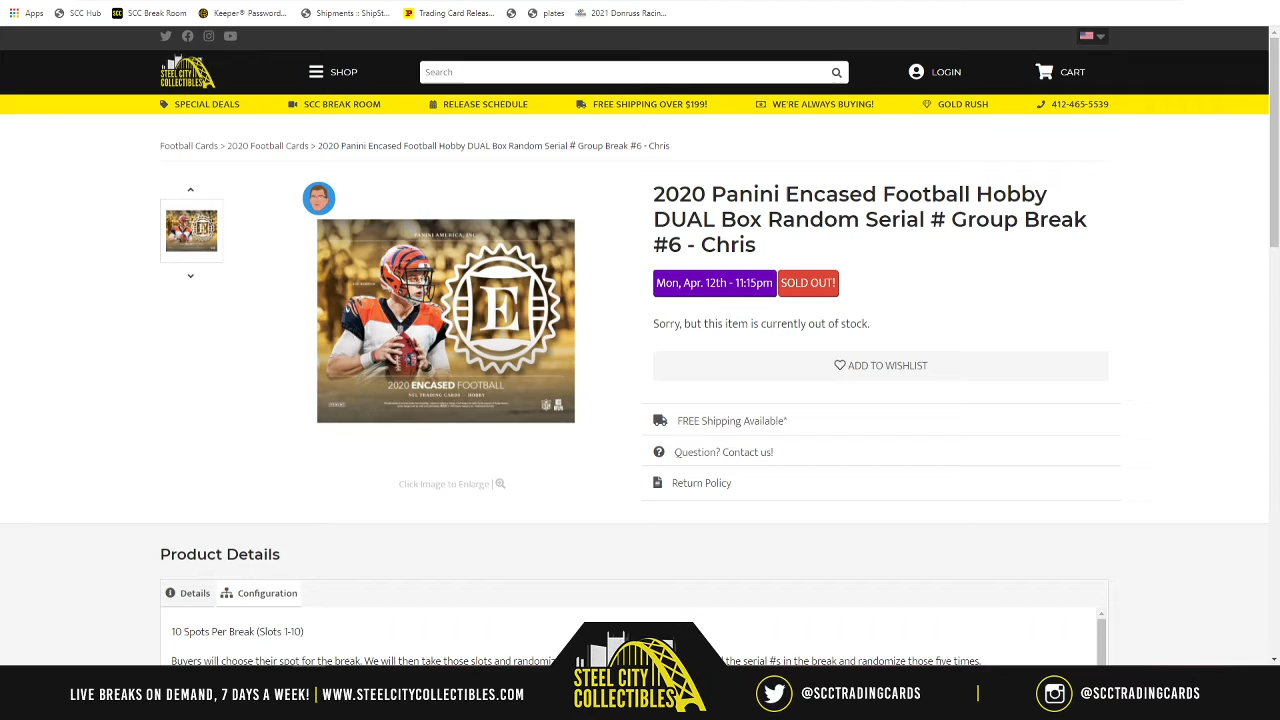 Apps SCC Hub SCC Break Room Keeper® Password... Shipments :: ShipSt... Trading Card Releas... plates 2021 Donruss Racin...
STEEL CITY COLLECTIBLES
SHOP
Search
LOGIN
CART
SPECIAL DEALS SCC BREAK ROOM RELEASE SCHEDULE FREE SHIPPING OVER $199! WE'RE ALWAYS BUYING! GOLD RUSH 412-465-5539
Football Cards > 2020 Football Cards > 2020 Panini Encased Football Hobby DUAL Box Random Serial # Group Break #6 - Chris
PANINI AMERICA, INC.
E
2020 ENCASED FOOTBALL
NFL TRADING CARDS · HOBBY
Click Image to Enlarge |
2020 Panini Encased Football Hobby
DUAL Box Random Serial # Group Break
#6 - Chris
Mon, Apr. 12th - 11:15pm SOLD OUT!
Sorry, but this item is currently out of stock.
ADD TO WISHLIST
FREE Shipping Available*
Question? Contact us!
Return Policy
Product Details
Details Configuration
10 Spots Per Break (Slots 1-10)
Buyers will choose their spot for the break. We will then take those slots and the serial #s in the break and randomize those five times.
LIVE BREAKS ON DEMAND, 7 DAYS A WEEK! | WWW.STEELCITYCOLLECTIBLES.COM
STEEL CITY
COLLECTIBLES
@SCCTRADINGCARDS | @SCCTRADINGCARDS